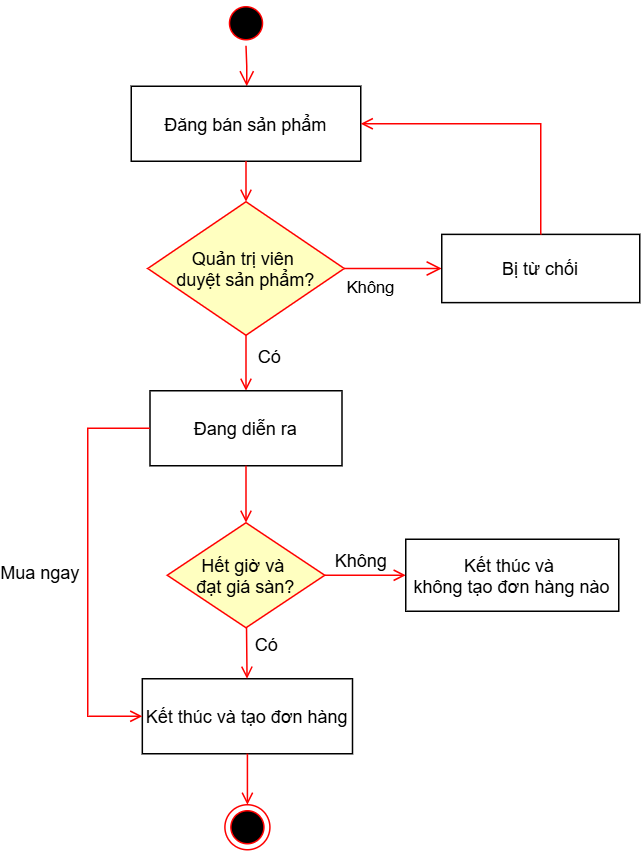 Đăng bán sản phẩm
Quản trị viên
duyệt sản phẩm?
Không
Bị từ chối
Có
Đang diễn ra
Mua ngay
Hết giờ và
đạt giá sàn?
Không
Kết thúc và
không tạo đơn hàng nào
Có
Kết thúc và tạo đơn hàng